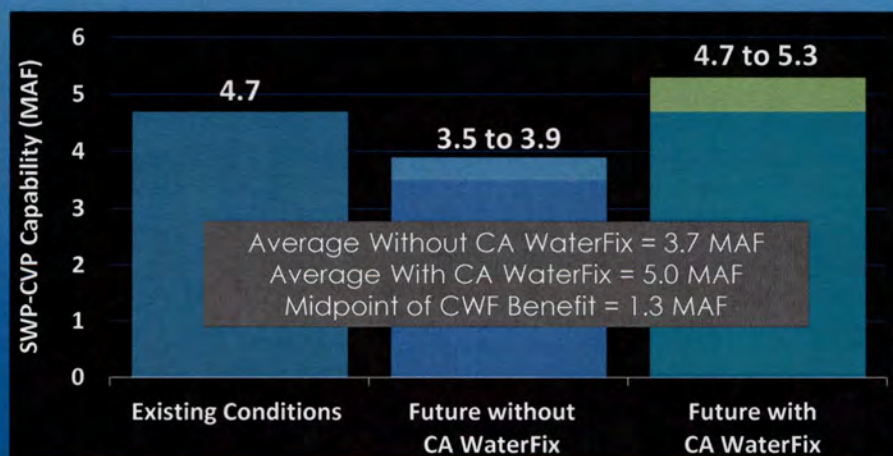 SWP-CVP Capability (MAF)
6
5
4
3
2
1
0
4.7
3.5 to 3.9
4.7 to 5.3
Average Without CA WaterFix = 3.7 MAF
Average With CA WaterFix = 5.0 MAF
Midpoint of CWF Benefit = 1.3 MAF
Existing Conditions
Future without
CA WaterFix
Future with
CA WaterFix